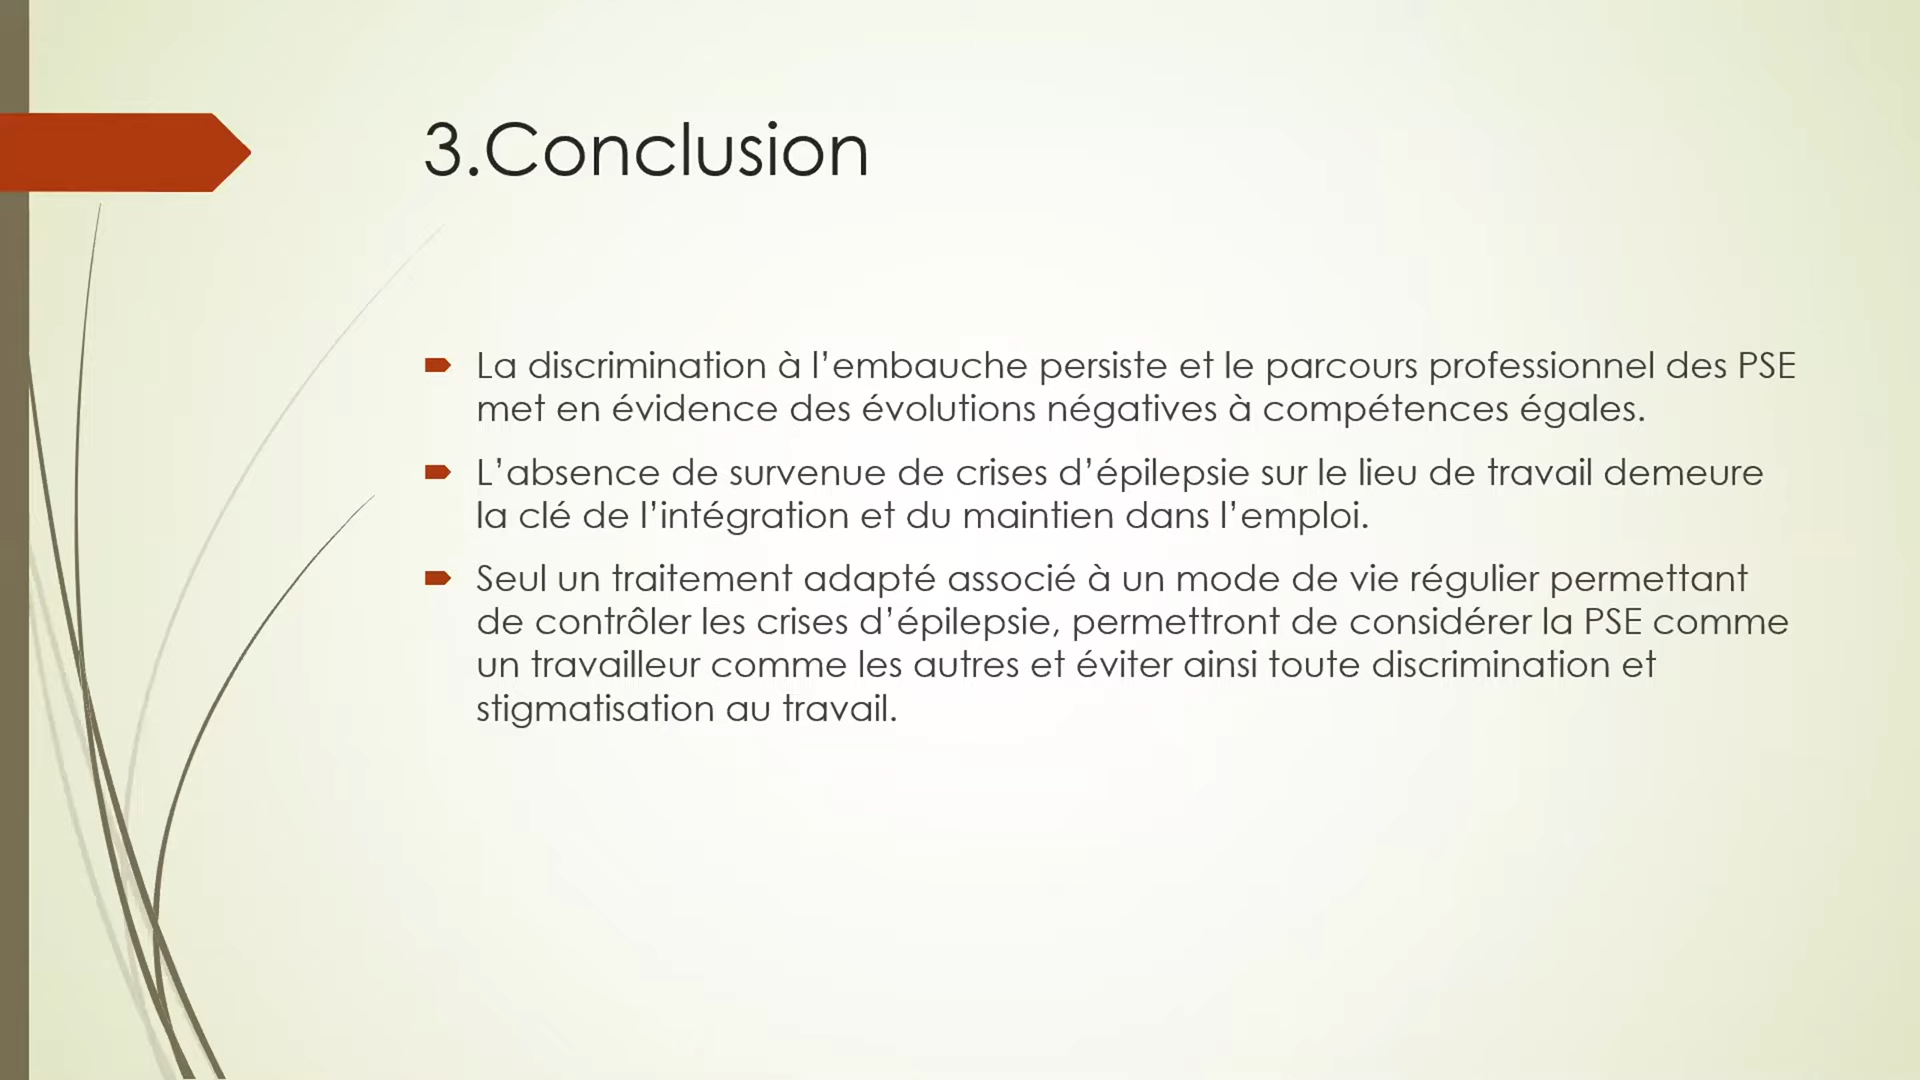 3.Conclusion
La discrimination à l’embauche persiste et le parcours professionnel des PSE
met en évidence des évolutions négatives à compétences égales.
L’absence de survenue de crises d’épilepsie sur le lieu de travail demeure
la clé de l’intégration et du maintien dans l’emploi.
Seul un traitement adapté associé à un mode de vie régulier permettant
de contrôler les crises d’épilepsie, permettront de considérer la PSE comme
un travailleur comme les autres et éviter ainsi toute discrimination et
stigmatisation au travail.